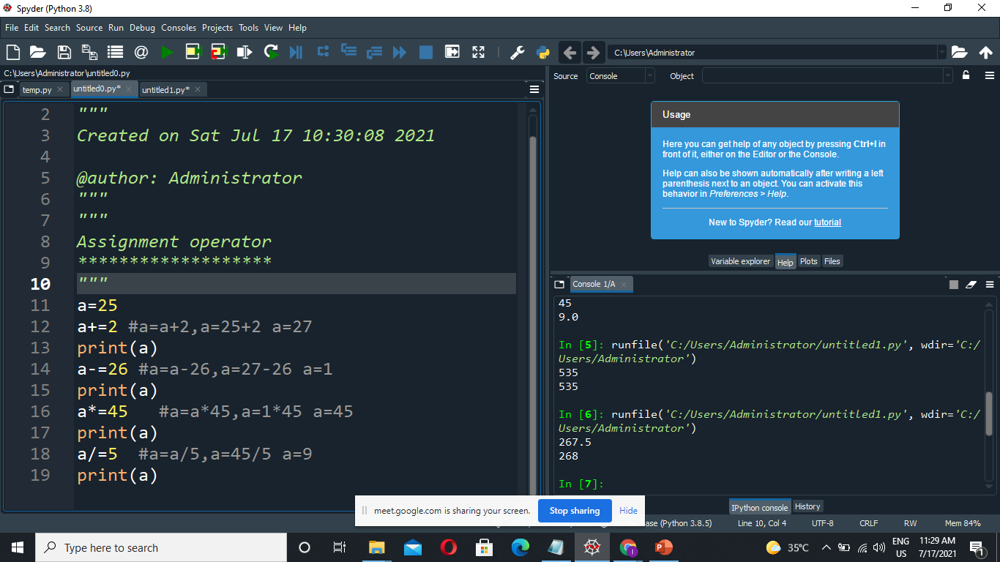 Spyder (Python 3.8)
File Edit Search Source Run Debug Consoles Projects Tools View Help
C:\Users\Administrator
C:\Users\Administrator\untitled0.py
temp.py untitled0.py* untitled1.py*
2 """
3 Created on Sat Jul 17 10:30:08 2021
4
5 @author: Administrator
6 """
7 """
8 Assignment operator
9 *******************
10 """
11 a=25
12 a+=2 #a=a+2,a=25+2 a=27
13 print(a)
14 a-=26 #a=a-26,a=27-26 a=1
15 print(a)
16 a*=45   #a=a*45,a=1*45 a=45
17 print(a)
18 a/=5  #a=a/5,a=45/5 a=9
19 print(a)
Source Console Object
Usage
Here you can get help of any object by pressing Ctrl+I in
front of it, either on the Editor or the Console.
Help can also be shown automatically after writing a left
parenthesis next to an object. You can activate this
behavior in Preferences > Help.
New to Spyder? Read our tutorial
Variable explorer Help Plots Files
Console 1/A
45
9.0
In [5]: runfile('C:/Users/Administrator/untitled1.py', wdir='C:/
Users/Administrator')
535
535
In [6]: runfile('C:/Users/Administrator/untitled1.py', wdir='C:/
Users/Administrator')
267.5
268
In [7]:
IPython console History
meet.google.com is sharing your screen. Stop sharing Hide
ase (Python 3.8.5) Line 10, Col 4 UTF-8 CRLF RW Mem 84%
Type here to search
35°C
ENG
US
11:29 AM
7/17/2021
1